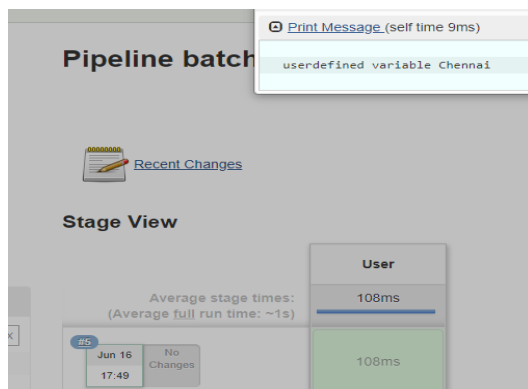 Print Message (self time 9ms)
userdefined variable Chennai
Pipeline batch
Recent Changes
Stage View
User
Average stage times:
(Average full run time: ~1s)
108ms
#5
Jun 16
17:49
No
Changes
108ms